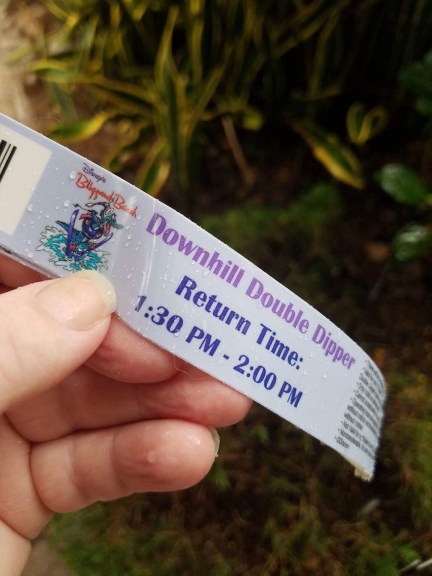 Disney's
Blizzard Beach
Downhill Double Dipper
Return Time:
1:30 PM - 2:00 PM